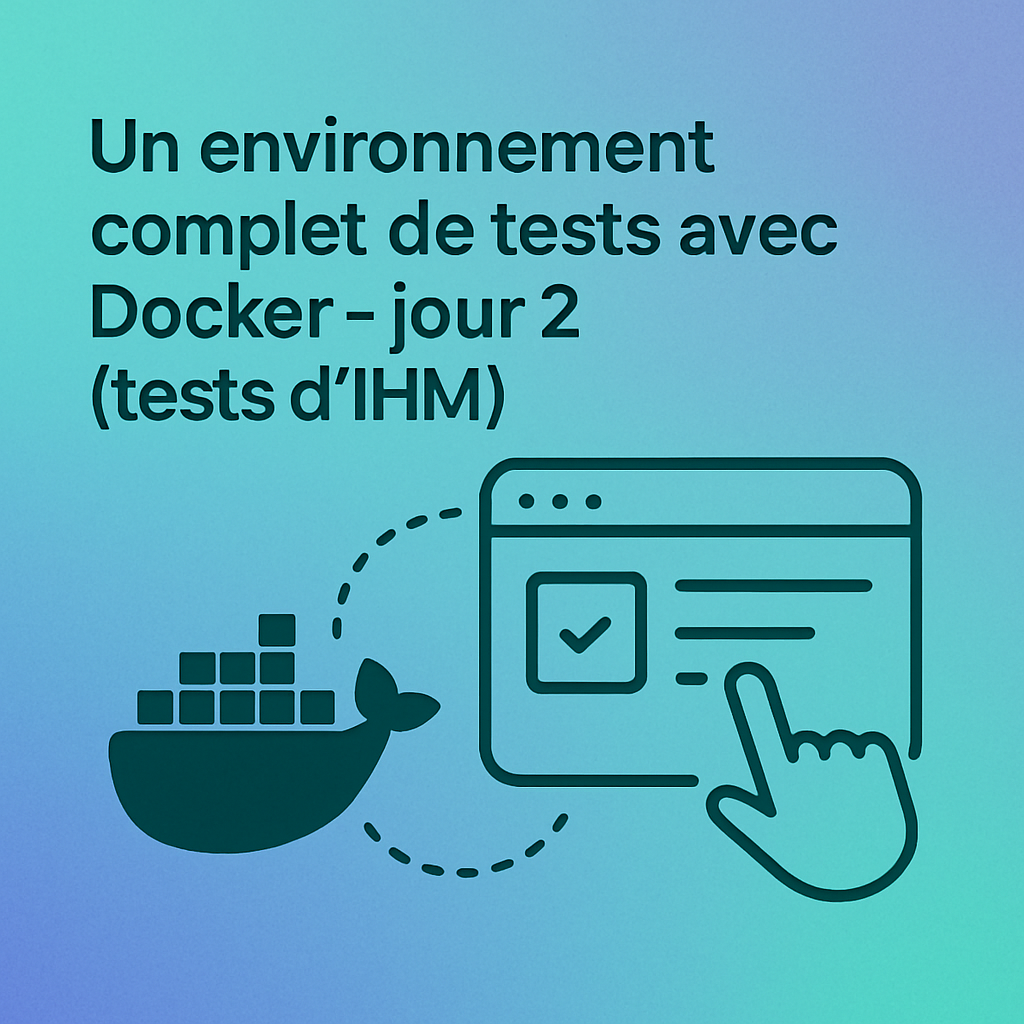 Un environnement
complet de tests avec
Docker - jour 2
(tests d’IHM)